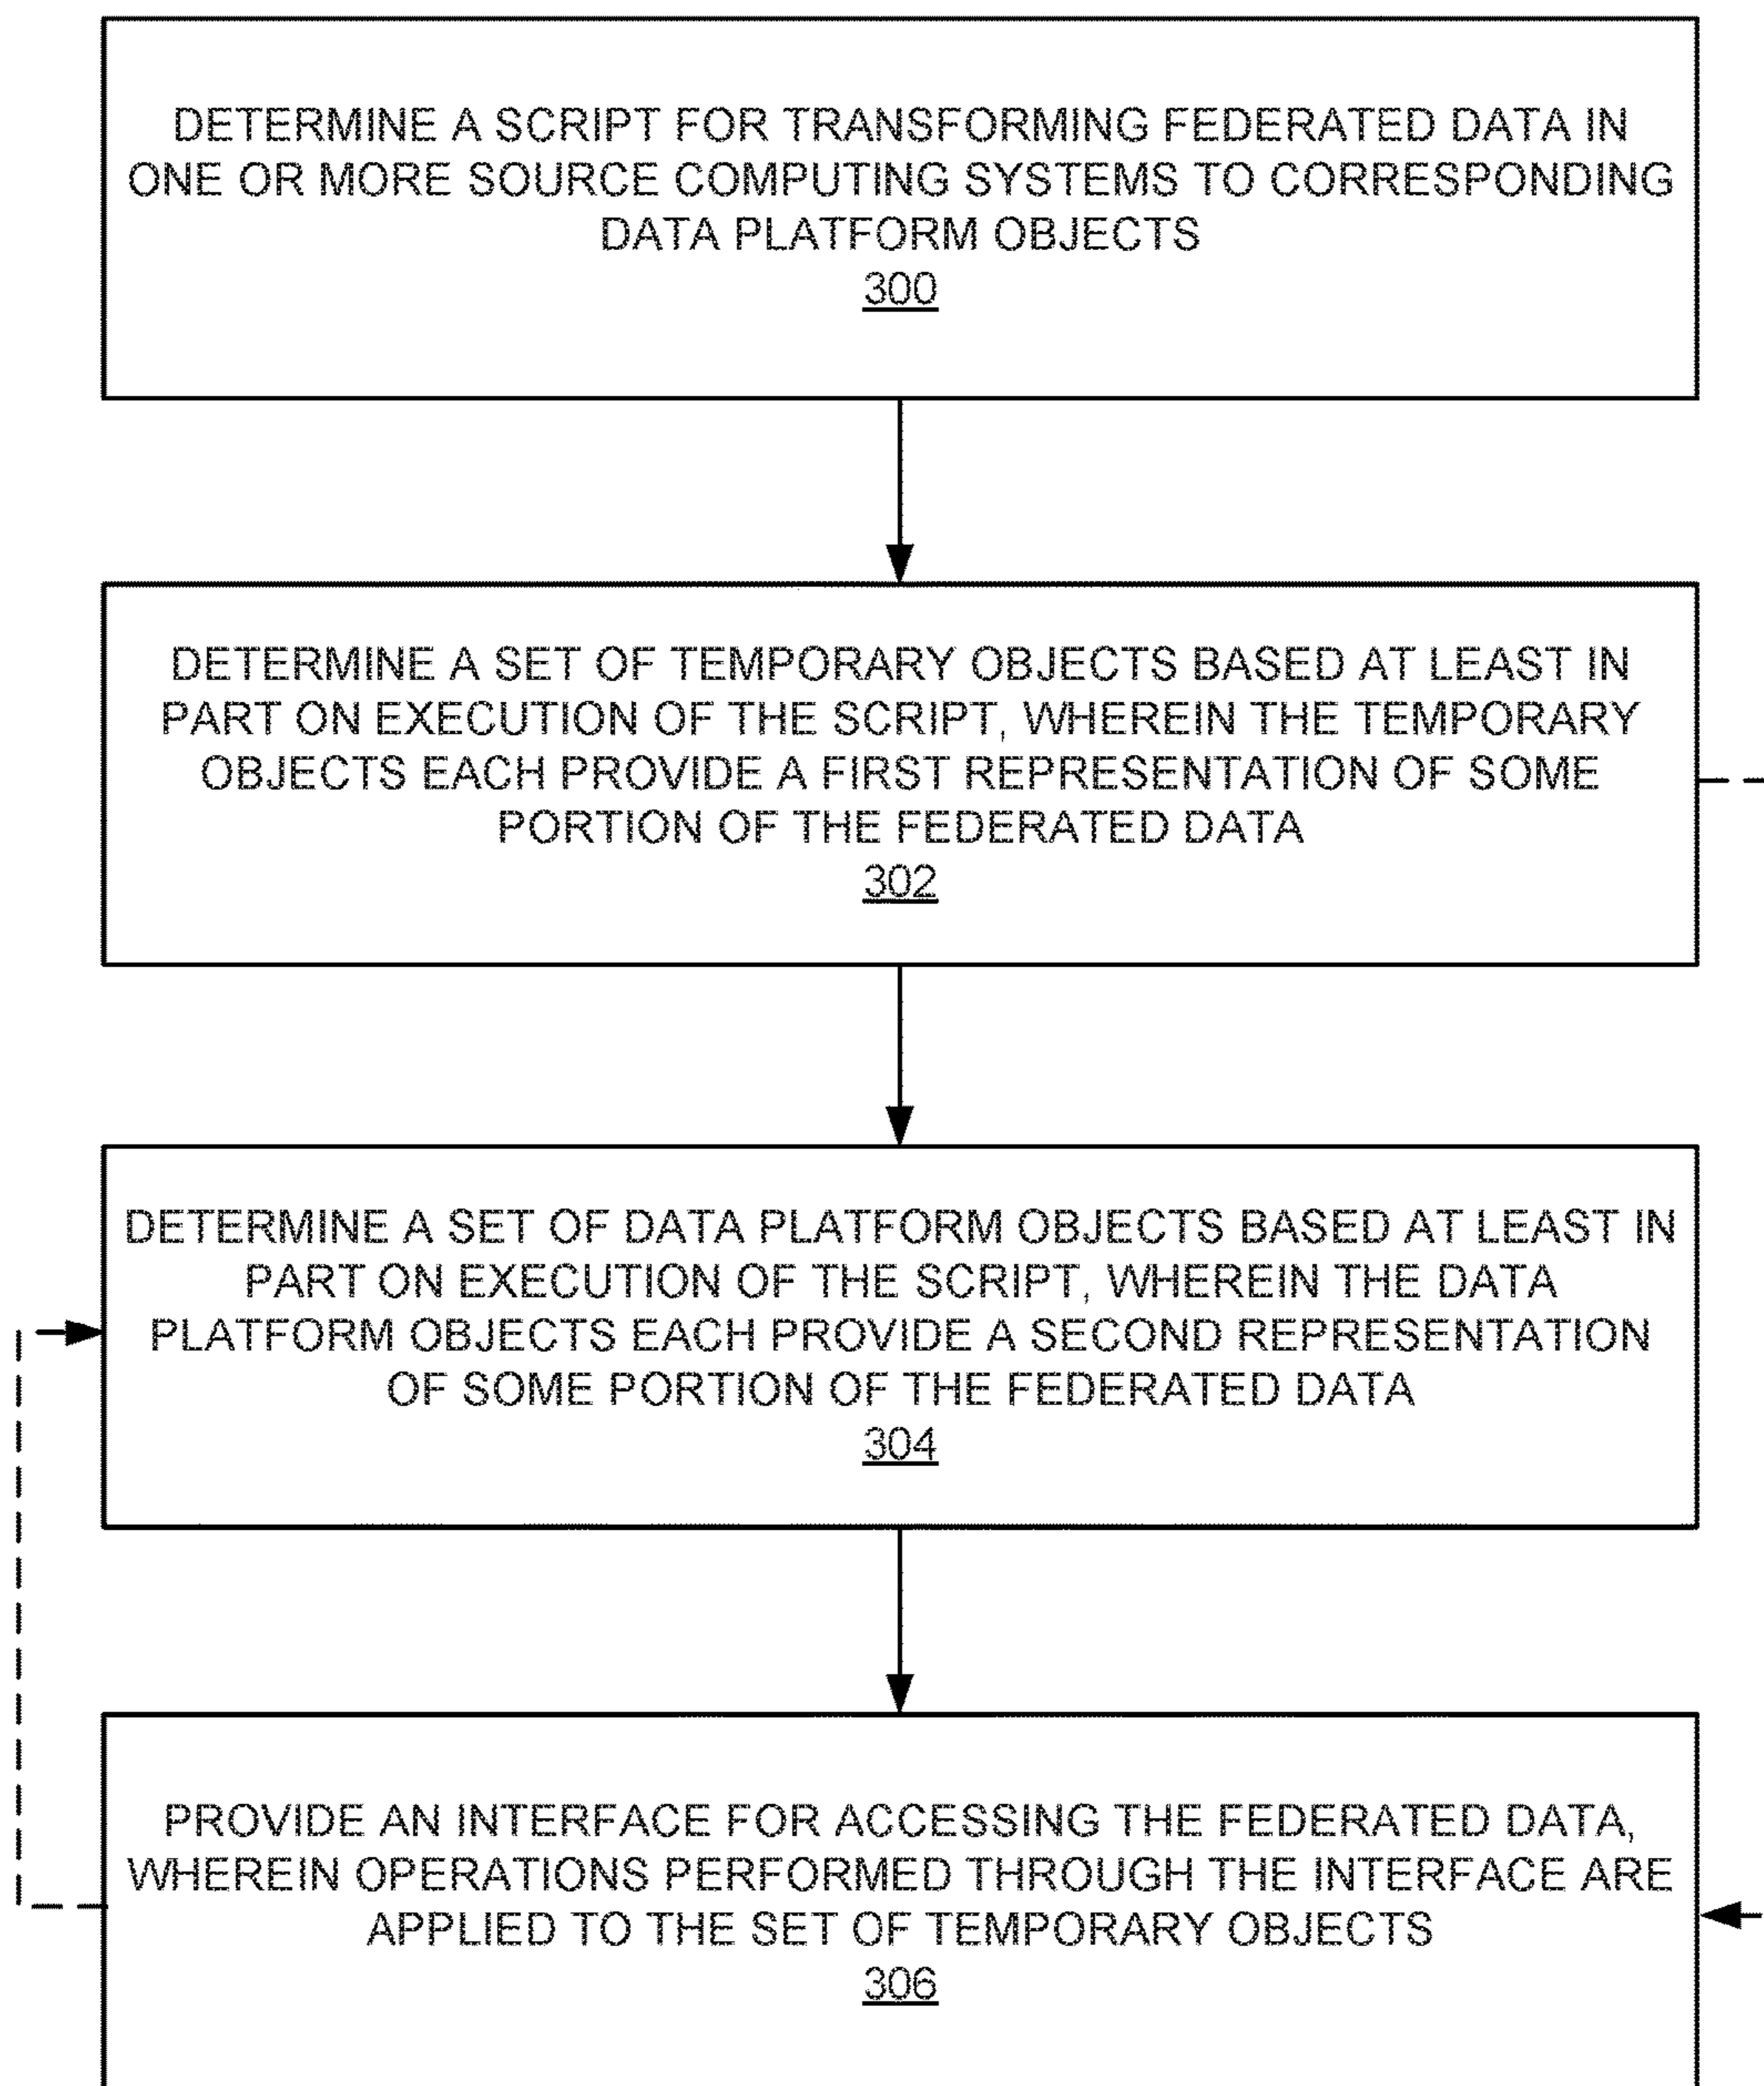 DETERMINE A SCRIPT FOR TRANSFORMING FEDERATED DATA IN
ONE OR MORE SOURCE COMPUTING SYSTEMS TO CORRESPONDING
DATA PLATFORM OBJECTS
300
DETERMINE A SET OF TEMPORARY OBJECTS BASED AT LEAST IN
PART ON EXECUTION OF THE SCRIPT, WHEREIN THE TEMPORARY
OBJECTS EACH PROVIDE A FIRST REPRESENTATION OF SOME
PORTION OF THE FEDERATED DATA
302
DETERMINE A SET OF DATA PLATFORM OBJECTS BASED AT LEAST IN
PART ON EXECUTION OF THE SCRIPT, WHEREIN THE DATA
PLATFORM OBJECTS EACH PROVIDE A SECOND REPRESENTATION
OF SOME PORTION OF THE FEDERATED DATA
304
PROVIDE AN INTERFACE FOR ACCESSING THE FEDERATED DATA,
WHEREIN OPERATIONS PERFORMED THROUGH THE INTERFACE ARE
APPLIED TO THE SET OF TEMPORARY OBJECTS
306